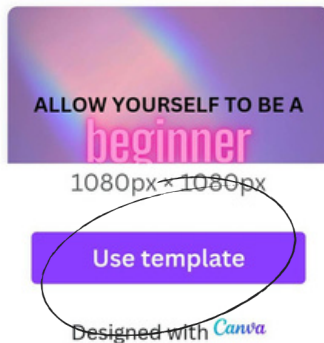 ALLOW YOURSELF TO BE A
beginner
1080px × 1080px
Use template
Designed with Canva